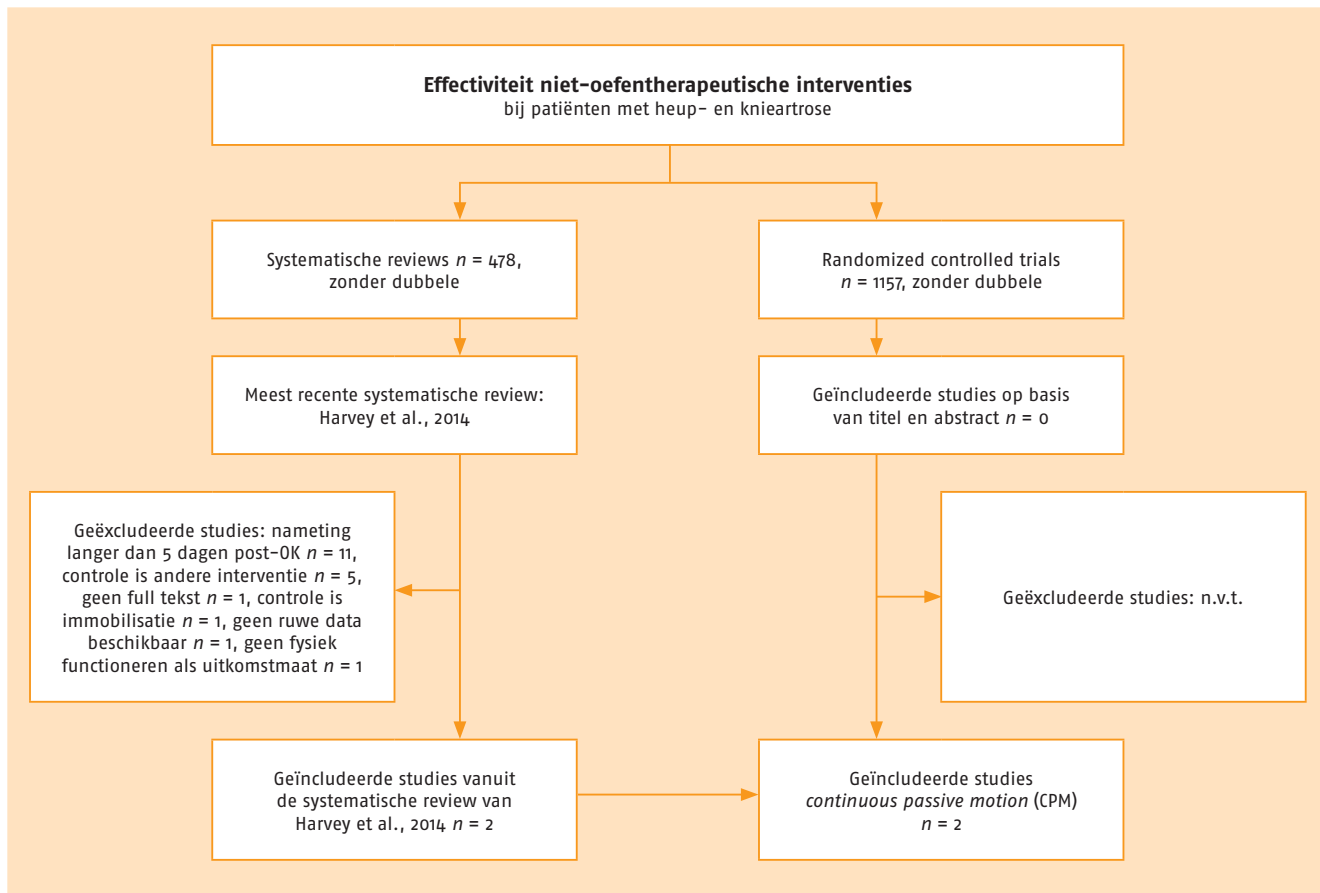 Effectiviteit niet-oefentherapeutische interventies
bij patiënten met heup- en knieartrose
Systematische reviews n = 478,
zonder dubbele
Randomized controlled trials
n = 1157, zonder dubbele
Meest recente systematische review:
Harvey et al., 2014
Geïncludeerde studies op basis
van titel en abstract n = 0
Geëxcludeerde studies: nameting
langer dan 5 dagen post-OK n = 11,
controle is andere interventie n = 5,
geen full tekst n = 1, controle is
immobilisatie n = 1, geen ruwe data
beschikbaar n = 1, geen fysiek
functioneren als uitkomstmaat n = 1
Geëxcludeerde studies: n.v.t.
Geïncludeerde studies vanuit
de systematische review van
Harvey et al., 2014 n = 2
Geïncludeerde studies
continuous passive motion (CPM)
n = 2